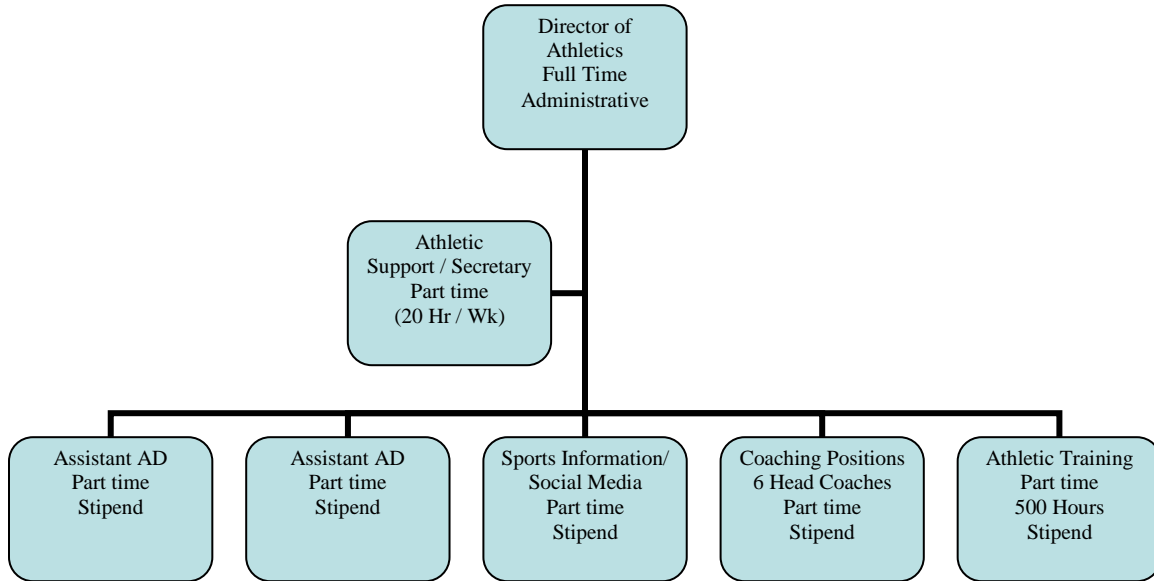 Director of
Athletics
Full Time
Administrative
Athletic
Support / Secretary
Part time
(20 Hr / Wk)
Assistant AD
Part time
Stipend
Assistant AD
Part time
Stipend
Sports Information/
Social Media
Part time
Stipend
Coaching Positions
6 Head Coaches
Part time
Stipend
Athletic Training
Part time
500 Hours
Stipend